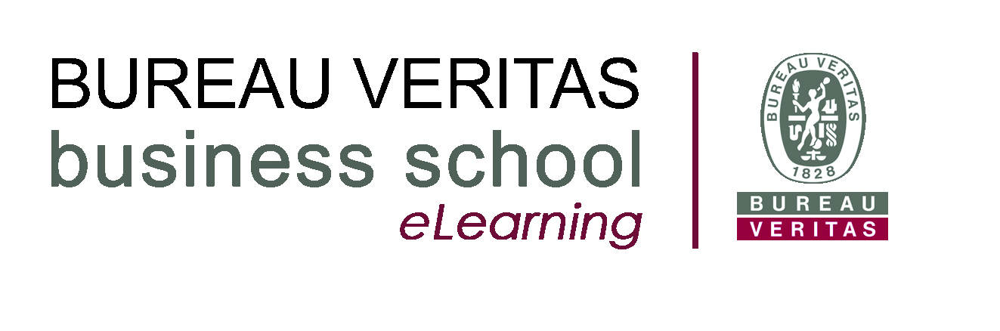 BUREAU VERITAS
business school
eLearning
BUREAU VERITAS
1828
BUREAU
VERITAS